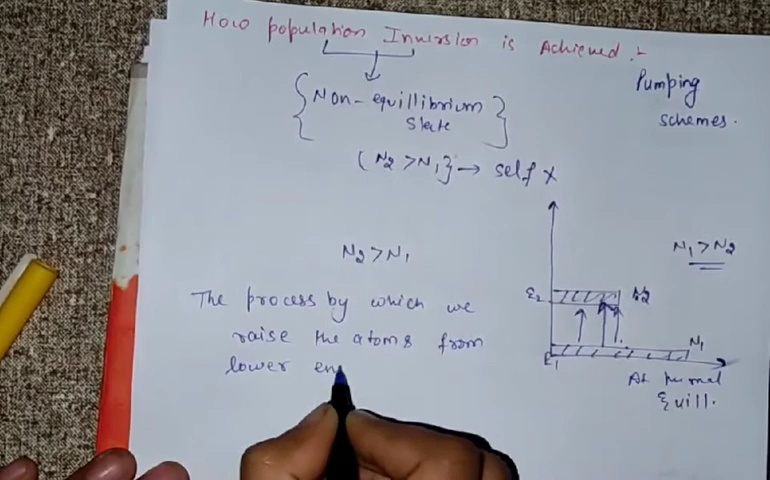 How population Inversion is Achieved :-
Pumping
schemes.
{ Non-equillibrium
State }
{ N2 > N1 } → self x
N1 > N2
N2 > N1
E2
N2
The process by which we
raise the atoms from
lower en
N1
E1
At
Equill.